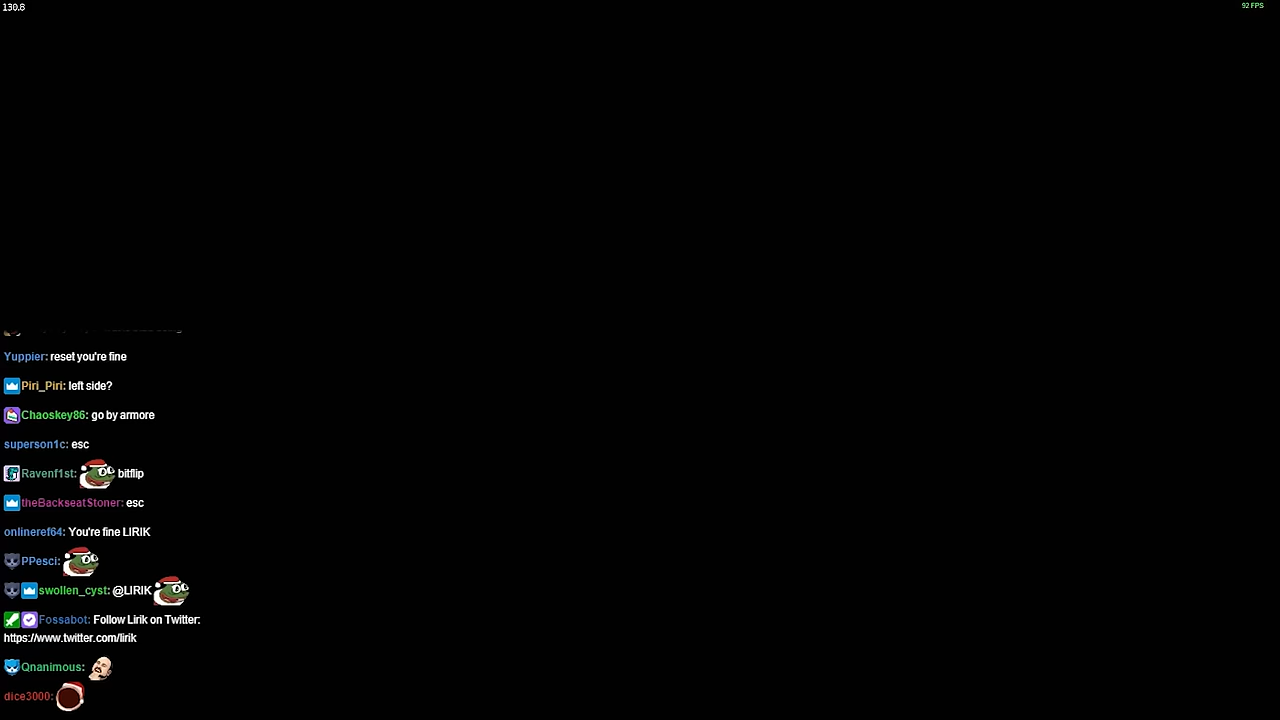 130.8
92 FPS
Yuppier: reset you're fine
Piri_Piri: left side?
Chaoskey86: go by armore
superson1c: esc
Ravenf1st: bitflip
theBackseatStoner: esc
onlineref64: You're fine LIRIK
PPesci:
swollen_cyst: @LIRIK
Fossabot: Follow Lirik on Twitter:
https://www.twitter.com/lirik
Qnanimous:
dice3000: